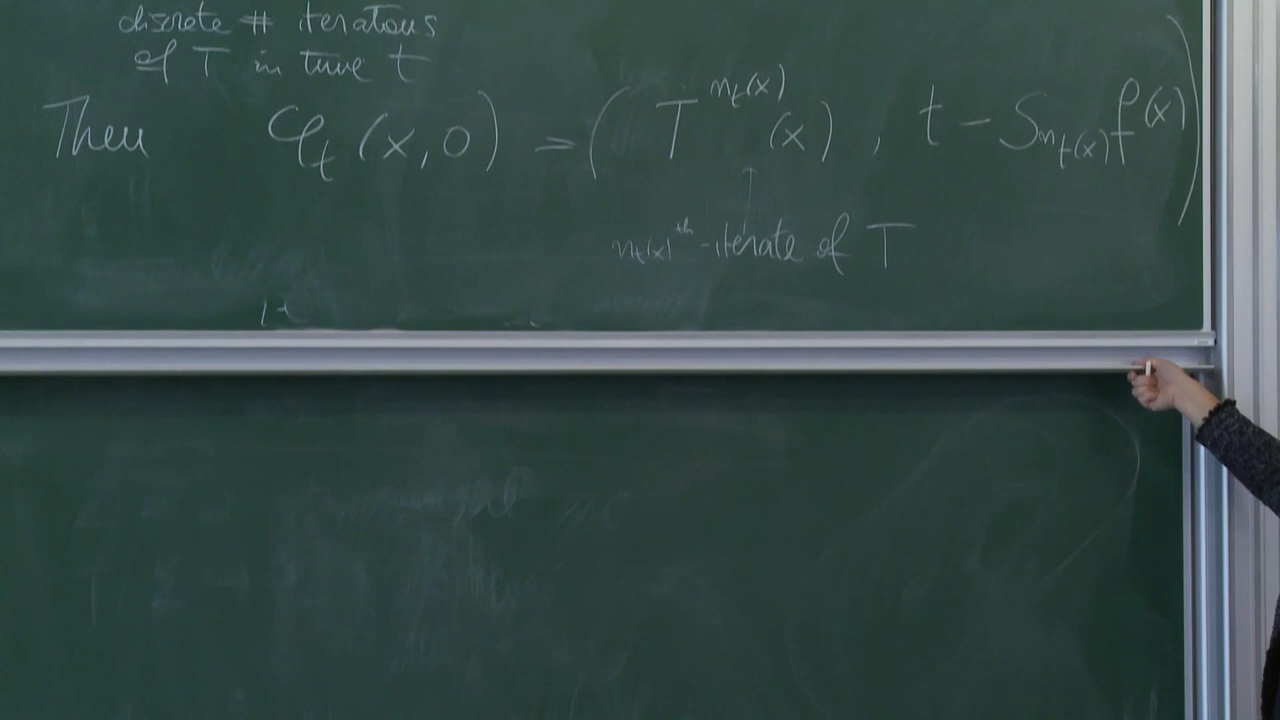 discrete # iterations
of T in time t
Then φ_t (x, 0) = ( T^{n_t(x)} (x) , t - S_{n_t(x)} f(x) )
n_t(x)^{th} - iterate of T